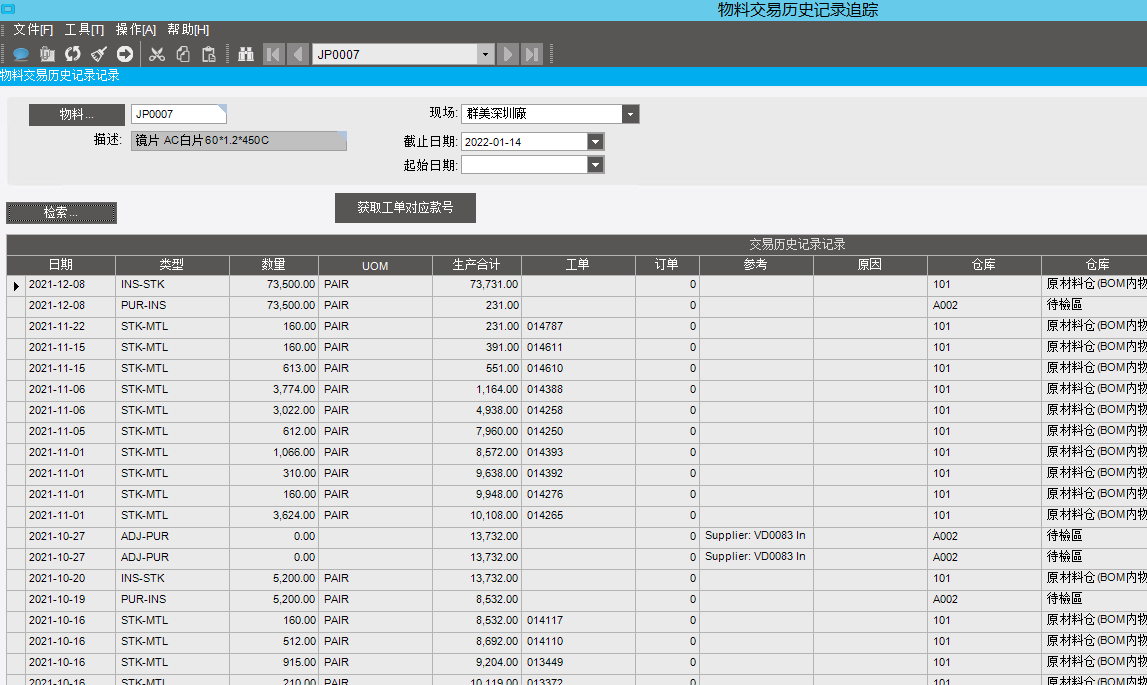 物料交易历史记录追踪
文件[F] 工具[T] 操作[A] 帮助[H]
JP0007
物料交易历史记录记录
物料... JP0007 现场: 群美深圳廠
描述: 镜片 AC白片60*1.2*450C 截止日期: 2022-01-14
起始日期:
检索... 获取工单对应款号
交易历史记录记录
日期 类型 数量 UOM 生产合计 工单 订单 参考 原因 仓库 仓库
2021-12-08 INS-STK 73,500.00 PAIR 73,731.00 0 101 原材料仓(BOM内物
2021-12-08 PUR-INS 73,500.00 PAIR 231.00 0 A002 待檢區
2021-11-22 STK-MTL 160.00 PAIR 231.00 014787 0 101 原材料仓(BOM内物
2021-11-15 STK-MTL 160.00 PAIR 391.00 014611 0 101 原材料仓(BOM内物
2021-11-15 STK-MTL 613.00 PAIR 551.00 014610 0 101 原材料仓(BOM内物
2021-11-06 STK-MTL 3,774.00 PAIR 1,164.00 014388 0 101 原材料仓(BOM内物
2021-11-06 STK-MTL 3,022.00 PAIR 4,938.00 014258 0 101 原材料仓(BOM内物
2021-11-05 STK-MTL 612.00 PAIR 7,960.00 014250 0 101 原材料仓(BOM内物
2021-11-01 STK-MTL 1,066.00 PAIR 8,572.00 014393 0 101 原材料仓(BOM内物
2021-11-01 STK-MTL 310.00 PAIR 9,638.00 014392 0 101 原材料仓(BOM内物
2021-11-01 STK-MTL 160.00 PAIR 9,948.00 014276 0 101 原材料仓(BOM内物
2021-11-01 STK-MTL 3,624.00 PAIR 10,108.00 014265 0 101 原材料仓(BOM内物
2021-10-27 ADJ-PUR 0.00 13,732.00 0 Supplier: VD0083 In A002 待檢區
2021-10-27 ADJ-PUR 0.00 13,732.00 0 Supplier: VD0083 In A002 待檢區
2021-10-20 INS-STK 5,200.00 PAIR 13,732.00 0 101 原材料仓(BOM内物
2021-10-19 PUR-INS 5,200.00 PAIR 8,532.00 0 A002 待檢區
2021-10-16 STK-MTL 160.00 PAIR 8,532.00 014117 0 101 原材料仓(BOM内物
2021-10-16 STK-MTL 512.00 PAIR 8,692.00 014110 0 101 原材料仓(BOM内物
2021-10-16 STK-MTL 915.00 PAIR 9,204.00 013449 0 101 原材料仓(BOM内物
2021-10-16 STK-MTL 210.00 PAIR 10,119.00 013372 0 101 原材料仓(BOM内物